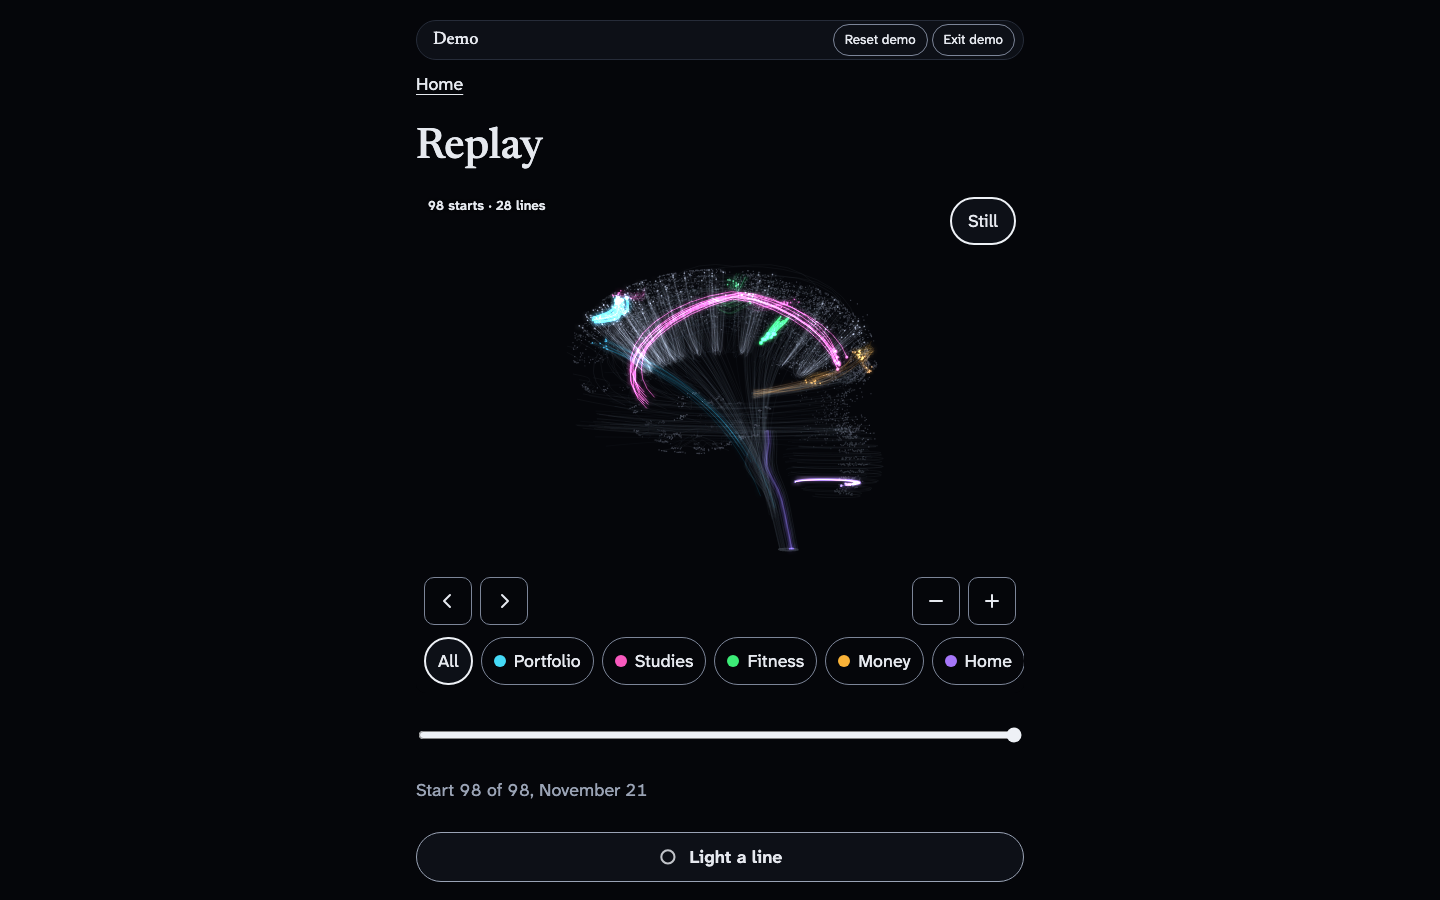 Demo
Reset demo
Exit demo
Home
Replay
98 starts · 28 lines
Still
All
Portfolio
Studies
Fitness
Money
Home
Start 98 of 98, November 21
Light a line